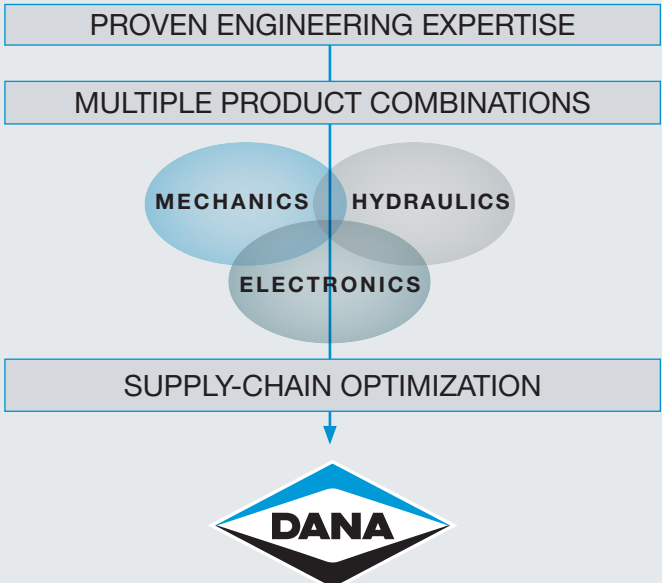 PROVEN ENGINEERING EXPERTISE
MULTIPLE PRODUCT COMBINATIONS
MECHANICS HYDRAULICS
ELECTRONICS
SUPPLY-CHAIN OPTIMIZATION
DANA